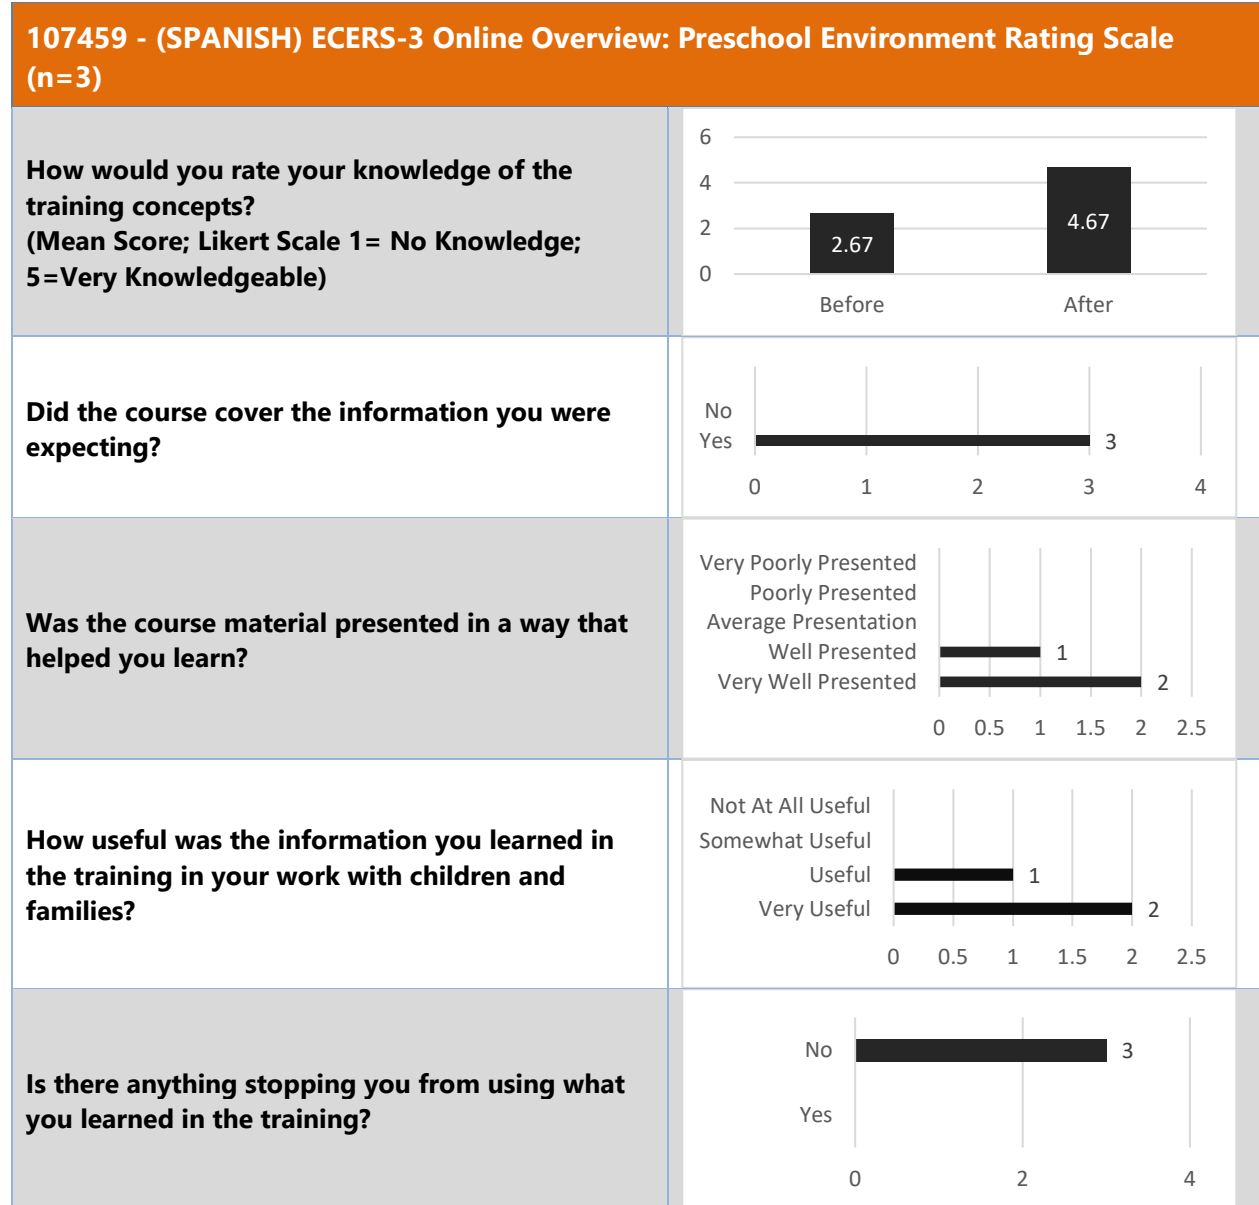 107459 - (SPANISH) ECERS-3 Online Overview: Preschool Environment Rating Scale
(n=3)
How would you rate your knowledge of the
training concepts?
(Mean Score; Likert Scale 1= No Knowledge;
5=Very Knowledgeable)
6
4
2
0
2.67
4.67
Before
After
Did the course cover the information you were
expecting?
No
Yes
3
0 1 2 3 4
Was the course material presented in a way that
helped you learn?
Very Poorly Presented
Poorly Presented
Average Presentation
Well Presented
1
Very Well Presented
2
0 0.5 1 1.5 2 2.5
How useful was the information you learned in
the training in your work with children and
families?
Not At All Useful
Somewhat Useful
Useful
1
Very Useful
2
0 0.5 1 1.5 2 2.5
Is there anything stopping you from using what
you learned in the training?
No
3
Yes
0 2 4